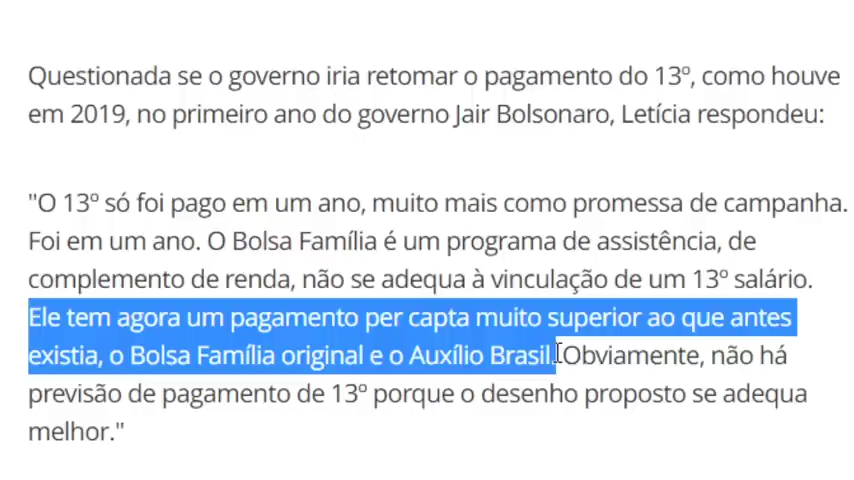 Questionada se o governo iria retomar o pagamento do 13º, como houve
em 2019, no primeiro ano do governo Jair Bolsonaro, Letícia respondeu:
"O 13º só foi pago em um ano, muito mais como promessa de campanha.
Foi em um ano. O Bolsa Família é um programa de assistência, de
complemento de renda, não se adequa à vinculação de um 13º salário.
Ele tem agora um pagamento per capta muito superior ao que antes
existia, o Bolsa Família original e o Auxílio Brasil. Obviamente, não há
previsão de pagamento de 13º porque o desenho proposto se adequa
melhor."